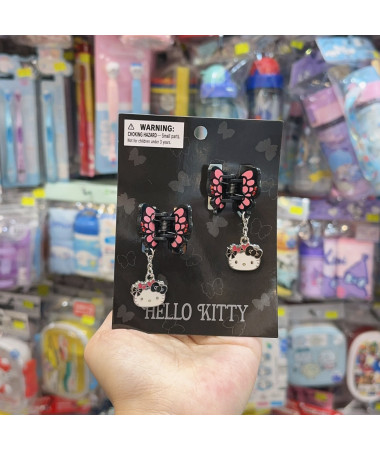 WARNING:
CHOKING HAZARD — Small parts.
Not for children under 3 years.
HELLO KITTY